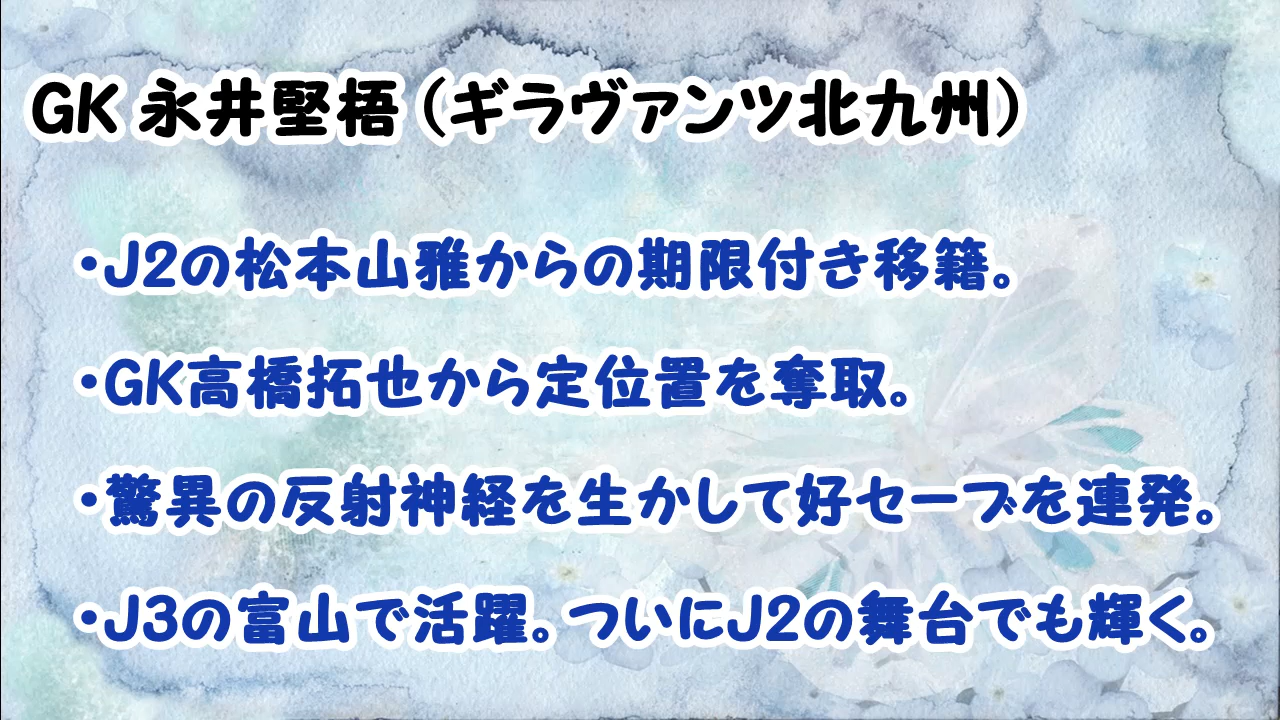 GK 永井堅梧（ギラヴァンツ北九州）
・J2の松本山雅からの期限付き移籍。
・GK高橋拓也から定位置を奪取。
・驚異の反射神経を生かして好セーブを連発。
・J3の富山で活躍。ついにJ2の舞台でも輝く。